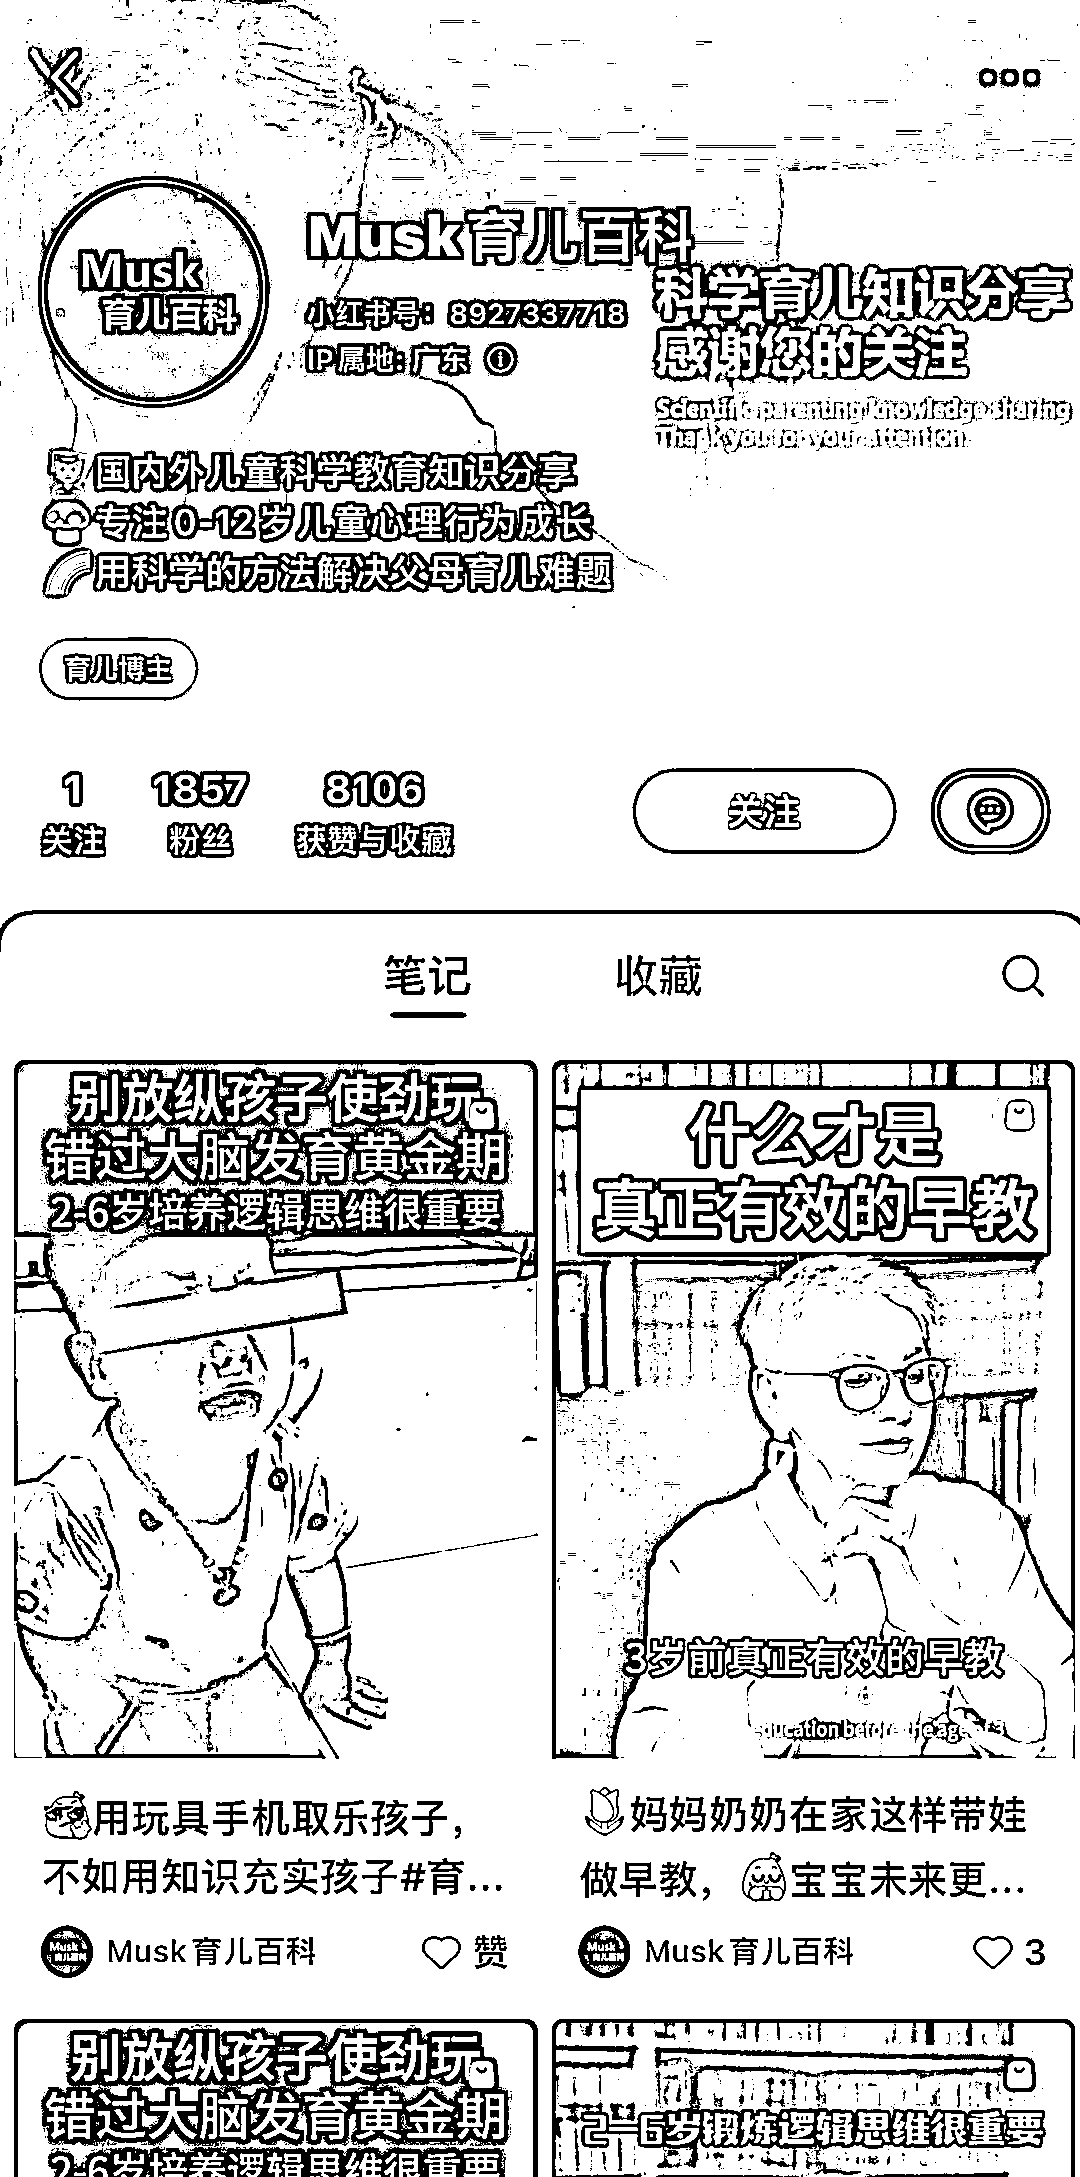 Musk育儿百科
Musk
育儿百科
科学育儿知识分享
感谢您的关注
小红书号：8927337718
IP属地：广东
Scientific parenting knowledge sharing
Thank you for your attention
国内外儿童科学教育知识分享
专注0-12岁儿童心理行为成长
用科学的方法解决父母育儿难题
育儿博主
1 1857 8106
关注 粉丝 获赞与收藏 关注
笔记 收藏
别放纵孩子使劲玩
错过大脑发育黄金期
2-6岁培养逻辑思维很重要
什么才是
真正有效的早教
3岁前真正有效的早教
education before the age of 3
用玩具手机取乐孩子，
不如用知识充实孩子#育...
Musk育儿百科 赞
妈妈奶奶在家这样带娃
做早教，宝宝未来更...
Musk育儿百科 3
别放纵孩子使劲玩
错过大脑发育黄金期
2-6岁培养逻辑思维很重要
2—6岁锻炼逻辑思维很重要